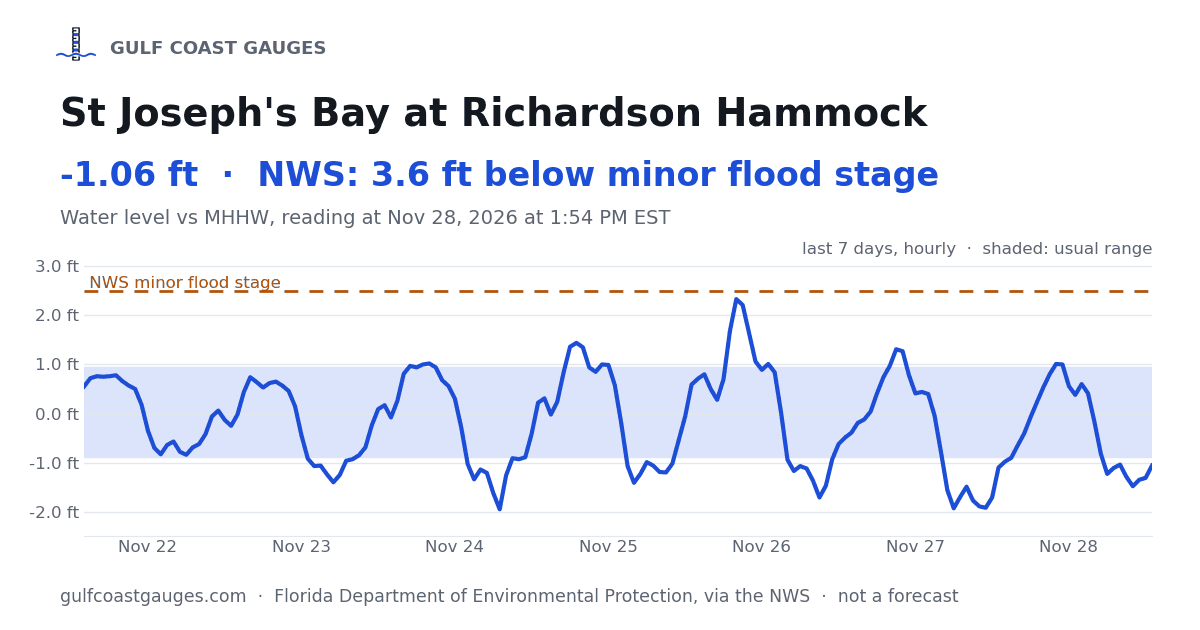 GULF COAST GAUGES
St Joseph's Bay at Richardson Hammock
-1.06 ft · NWS: 3.6 ft below minor flood stage
Water level vs MHHW, reading at Nov 28, 2026 at 1:54 PM EST
last 7 days, hourly · shaded: usual range
3.0 ft
NWS minor flood stage
2.0 ft
1.0 ft
0.0 ft
-1.0 ft
-2.0 ft
Nov 22 Nov 23 Nov 24 Nov 25 Nov 26 Nov 27 Nov 28
gulfcoastgauges.com · Florida Department of Environmental Protection, via the NWS · not a forecast